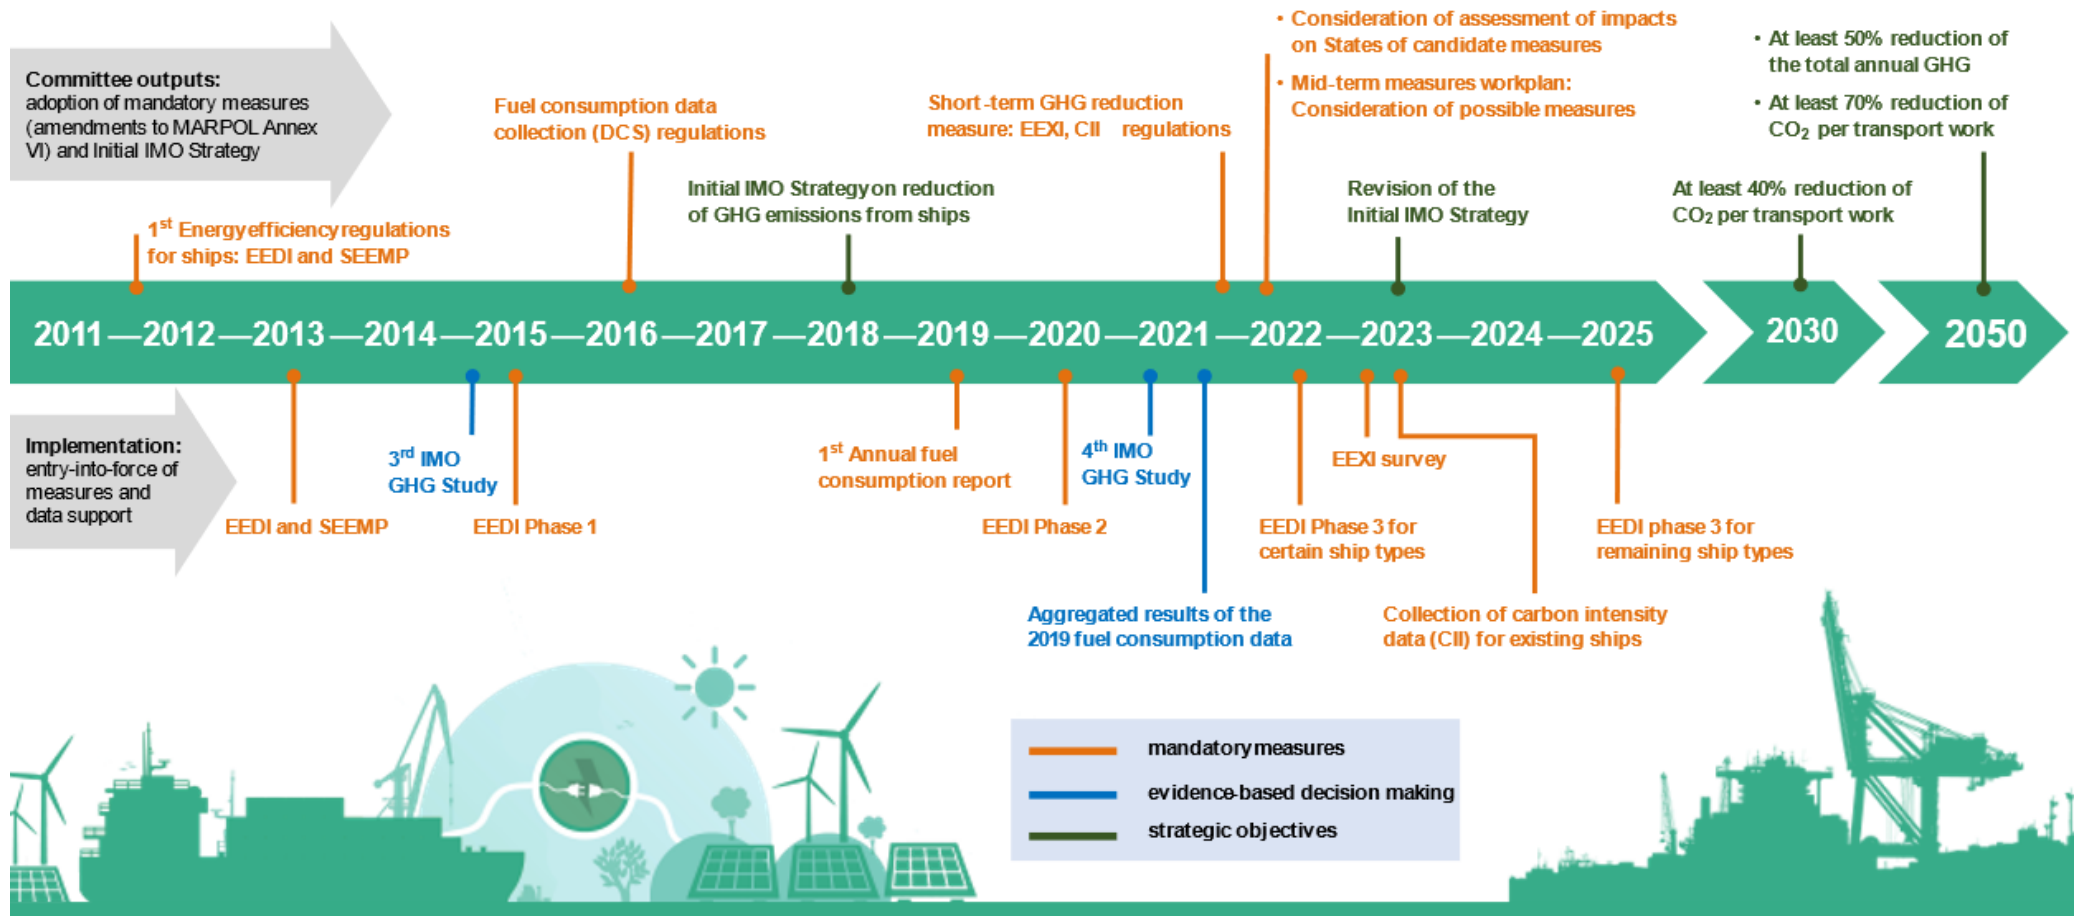 Committee outputs:
adoption of mandatory measures
(amendments to MARPOL Annex
VI) and Initial IMO Strategy
1st Energy efficiency regulations
for ships: EEDI and SEEMP
Fuel consumption data
collection (DCS) regulations
Initial IMO Strategy on reduction
of GHG emissions from ships
Short-term GHG reduction
measure: EEXI, CII regulations
• Consideration of assessment of impacts
on States of candidate measures
• Mid-term measures workplan:
Consideration of possible measures
Revision of the
Initial IMO Strategy
At least 40% reduction of
CO2 per transport work
• At least 50% reduction of
the total annual GHG
• At least 70% reduction of
CO2 per transport work
2011—2012—2013—2014—2015—2016—2017—2018—2019—2020—2021—2022—2023—2024—2025
2030
2050
Implementation:
entry-into-force of
measures and
data support
EEDI and SEEMP
3rd IMO
GHG Study
EEDI Phase 1
1st Annual fuel
consumption report
EEDI Phase 2
4th IMO
GHG Study
Aggregated results of the
2019 fuel consumption data
EEDI Phase 3 for
certain ship types
EEXI survey
Collection of carbon intensity
data (CII) for existing ships
EEDI phase 3 for
remaining ship types
mandatory measures
evidence-based decision making
strategic objectives